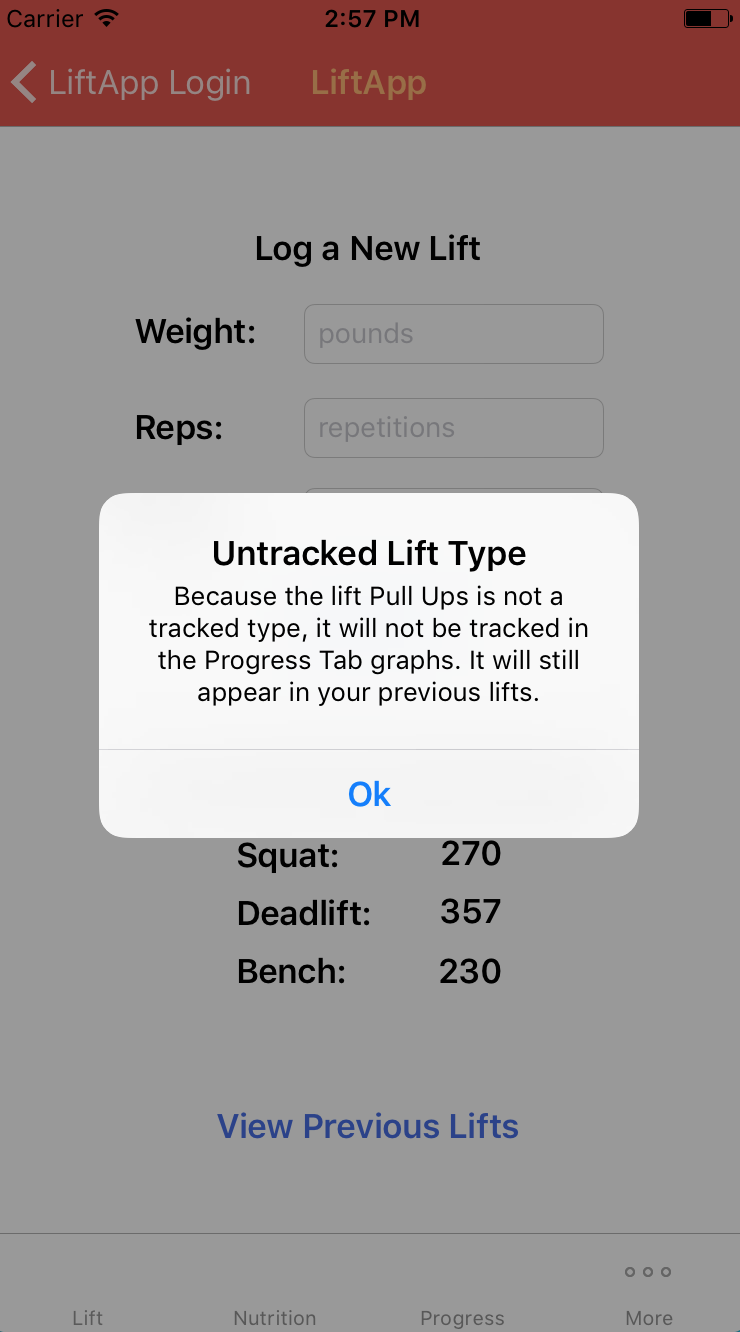 Carrier 2:57 PM
LiftApp Login LiftApp
Log a New Lift
Weight: pounds
Reps: repetitions
Untracked Lift Type
Because the lift Pull Ups is not a
tracked type, it will not be tracked in
the Progress Tab graphs. It will still
appear in your previous lifts.
Ok
Squat: 270
Deadlift: 357
Bench: 230
View Previous Lifts
Lift Nutrition Progress More